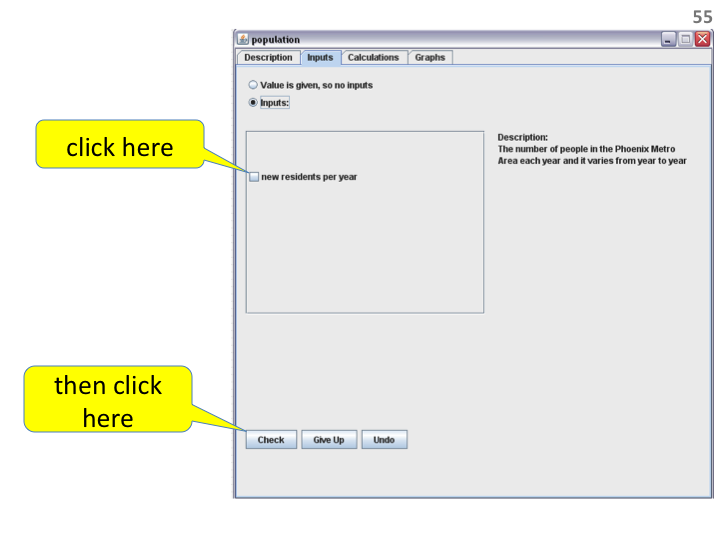 55
population
Description Inputs Calculations Graphs
Value is given, so no inputs
Inputs:
click here
Description:
The number of people in the Phoenix Metro
Area each year and it varies from year to year
new residents per year
then click
here
Check Give Up Undo